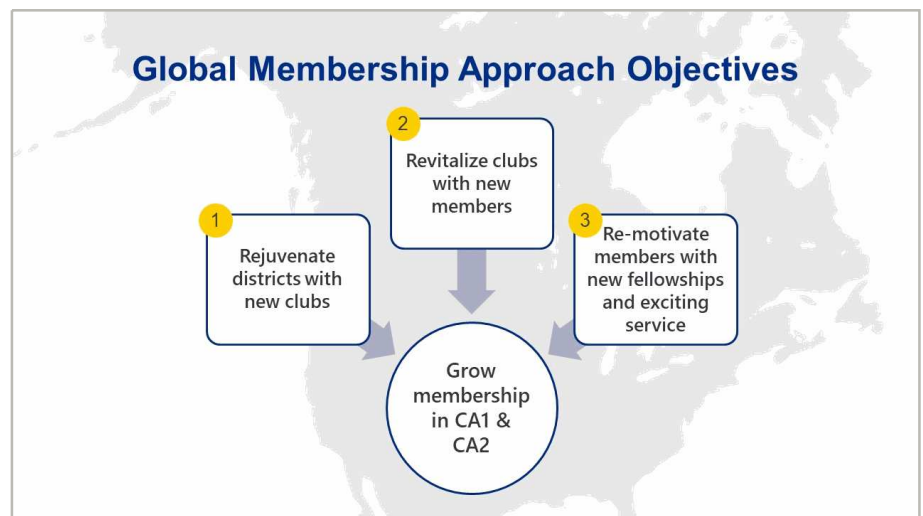 Global Membership Approach Objectives
1
Rejuvenate
districts with
new clubs
2
Revitalize clubs
with new
members
3
Re-motivate
members with
new fellowships
and exciting
service
Grow
membership
in CA1 &
CA2